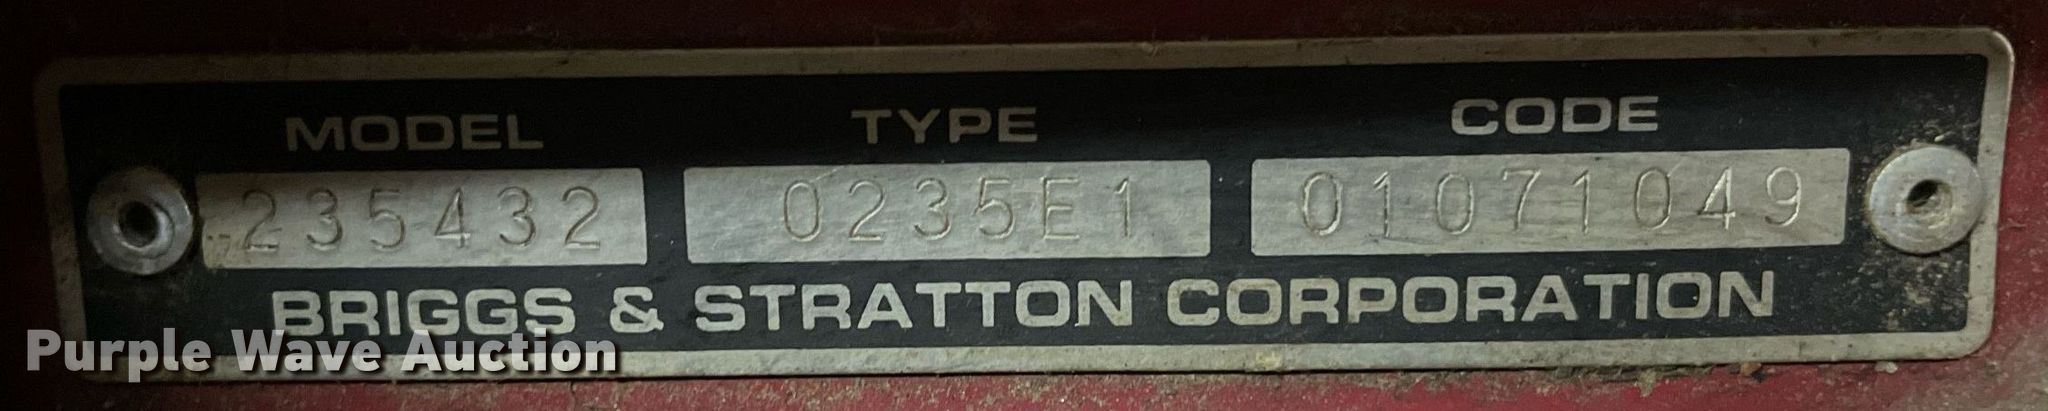 MODEL TYPE CODE
235432 0235E1 01071049
BRIGGS & STRATTON CORPORATION
Purple Wave Auction